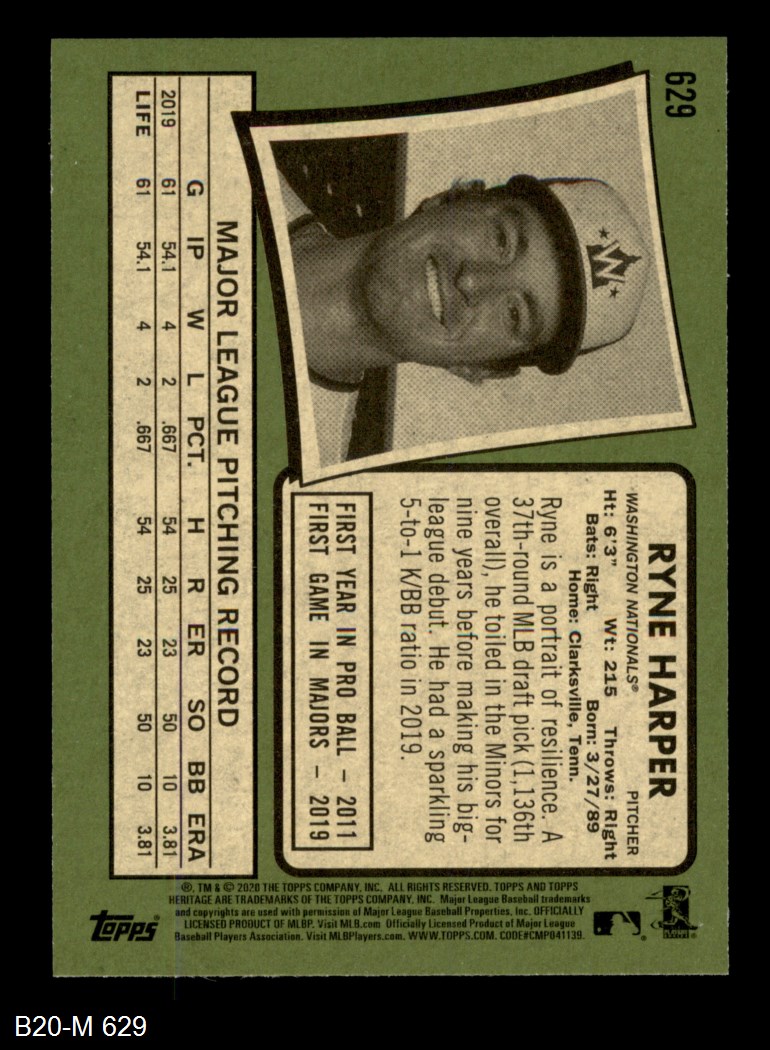 629
RYNE HARPER
WASHINGTON NATIONALS® PITCHER
Ht: 6'3" Wt: 215 Throws: Right
Bats: Right Born: 3/27/89
Home: Clarksville, Tenn.
Ryne is a portrait of resilience. A
37th-round MLB draft pick (1,136th
overall), he toiled in the Minors for
nine years before making his big-
league debut. He had a sparkling
5-to-1 K/BB ratio in 2019.
FIRST YEAR IN PRO BALL – 2011
FIRST GAME IN MAJORS – 2019
W
MAJOR LEAGUE PITCHING RECORD
G IP W L PCT. H R ER SO BB ERA
2019 61 54.1 4 2 .667 54 25 23 50 10 3.81
LIFE 61 54.1 4 2 .667 54 25 23 50 10 3.81
®, TM & © 2020 THE TOPPS COMPANY, INC. ALL RIGHTS RESERVED. TOPPS AND TOPPS
HERITAGE ARE TRADEMARKS OF THE TOPPS COMPANY, INC. Major League Baseball trademarks
and copyrights are used with permission of Major League Baseball Properties, Inc. OFFICIALLY
LICENSED PRODUCT OF MLBP. Visit MLB.com Officially Licensed Product of Major League
Baseball Players Association. Visit MLBPlayers.com. WWW.TOPPS.COM. CODE#CMP041139.
topps®
B20-M 629